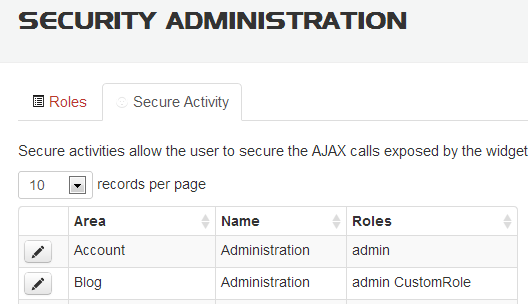 SECURITY ADMINISTRATION
Roles Secure Activity
Secure activities allow the user to secure the AJAX calls exposed by the widget
10 records per page
Area Name Roles
Account Administration admin
Blog Administration admin CustomRole